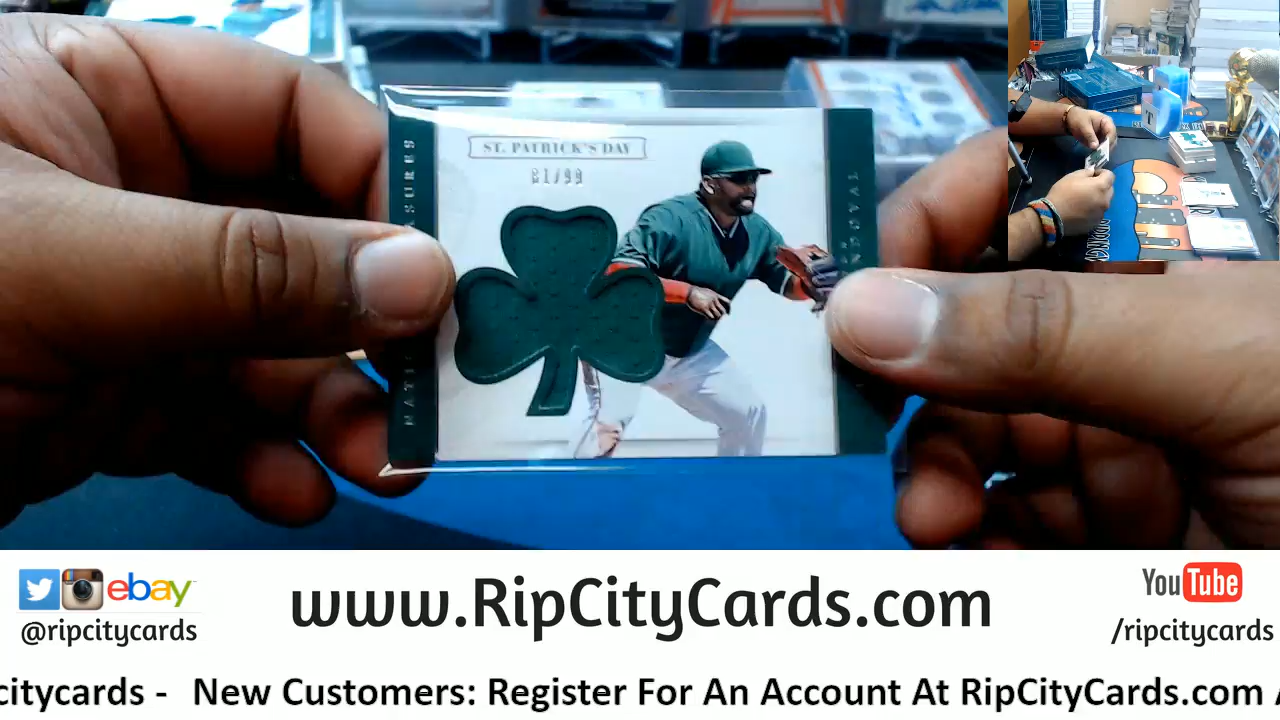 ST. PATRICK'S DAY
81/99
ebay
@ripcitycards
www.RipCityCards.com
YouTube
/ripcitycards
citycards - New Customers: Register For An Account At RipCityCards.com